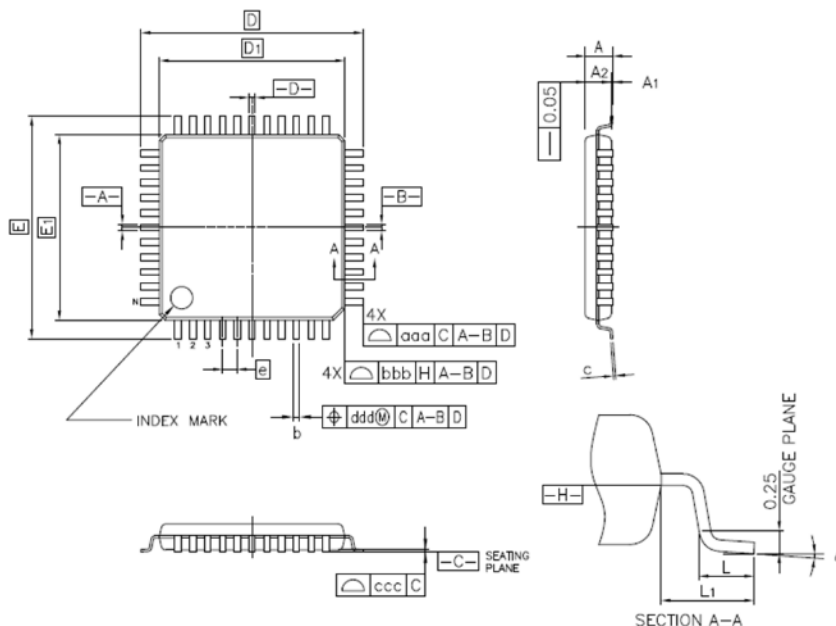 D
D1
-D-
A
A2
A1
— 0.05
-A-
-B-
E
E1
A A
N
4X
⌓ aaa C A-B D
1 2 3
e
4X ⌓ bbb H A-B D
c
INDEX MARK
⌖ dddⓂ C A-B D
b
GAUGE PLANE
0.25
-H-
-C- SEATING PLANE
⌓ ccc C
L
L1
SECTION A-A